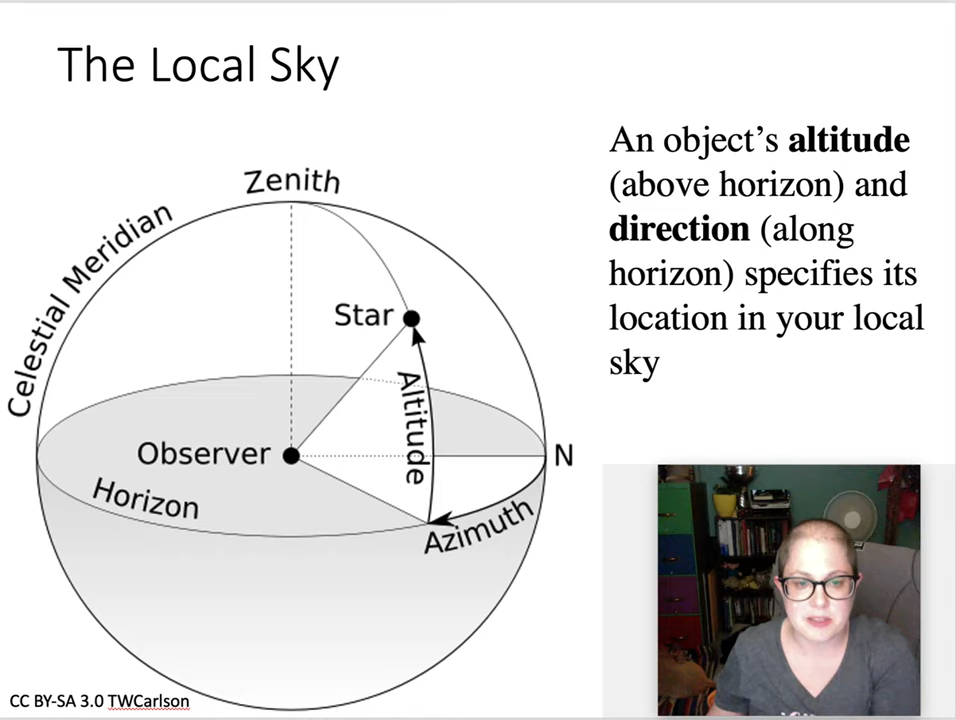 The Local Sky
An object's altitude
(above horizon) and
direction (along
horizon) specifies its
location in your local
sky
Zenith
Celestial Meridian
Star
Altitude
Observer
N
Horizon
Azimuth
CC BY-SA 3.0 TWCarlson